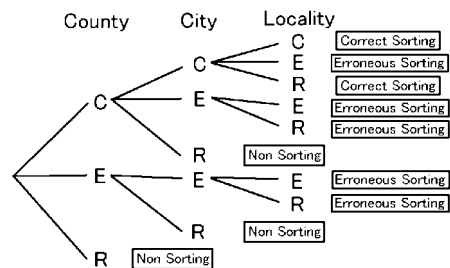 County City Locality
C Correct Sorting
C E Erroneous Sorting
R Correct Sorting
C E E Erroneous Sorting
R Erroneous Sorting
R Non Sorting
E E E Erroneous Sorting
R Erroneous Sorting
R Non Sorting
R Non Sorting